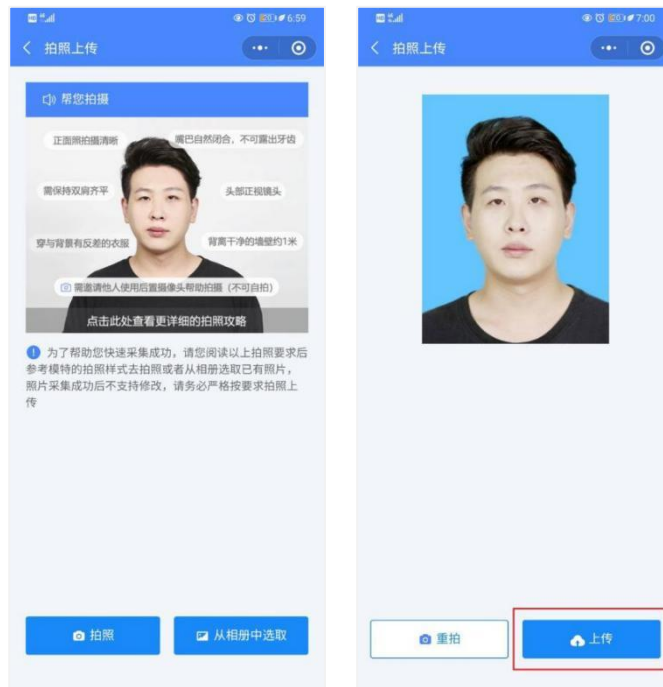 6:59
拍照上传
帮您拍摄
正面照拍摄清晰
嘴巴自然闭合，不可露出牙齿
需保持双肩齐平
头部正视镜头
穿与背景有反差的衣服
背离干净的墙壁约1米
需邀请他人使用后置摄像头帮助拍摄（不可自拍）
点击此处查看更详细的拍照攻略
为了帮助您快速采集成功，请您阅读以上拍照要求后
参考模特的拍照样式去拍照或者从相册选取已有照片，
照片采集成功后不支持修改，请务必严格按要求拍照上
传
拍照
从相册中选取
7:00
拍照上传
重拍
上传